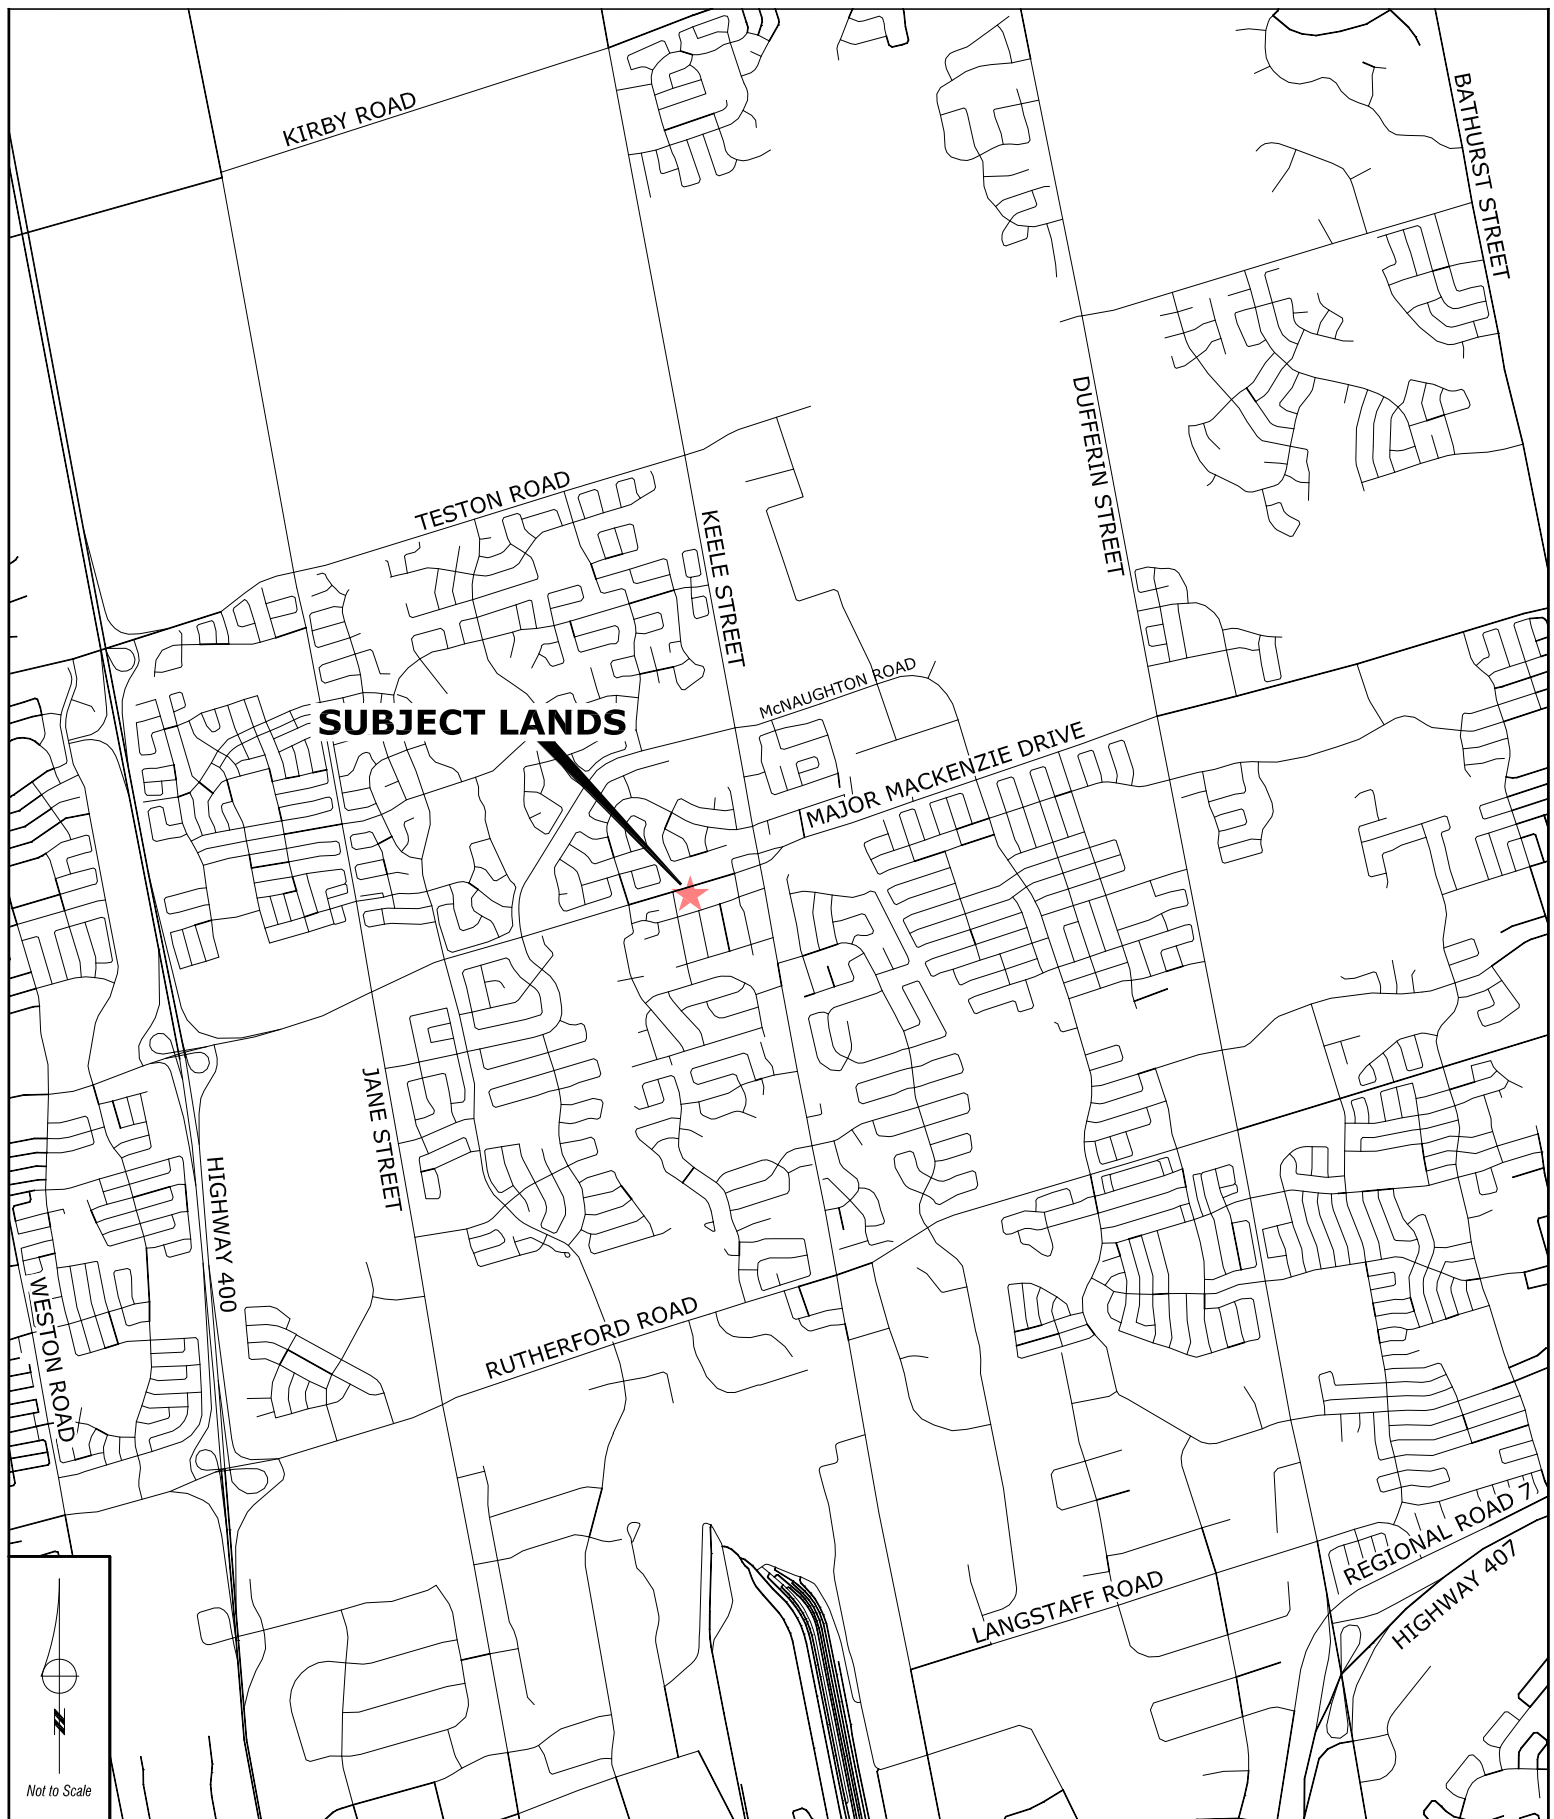 KIRBY ROAD
BATHURST STREET
DUFFERIN STREET
TESTON ROAD
KEELE STREET
McNAUGHTON ROAD
SUBJECT LANDS
MAJOR MACKENZIE DRIVE
JANE STREET
HIGHWAY 400
WESTON ROAD
RUTHERFORD ROAD
REGIONAL ROAD 7
LANGSTAFF ROAD
HIGHWAY 407
N
Not to Scale